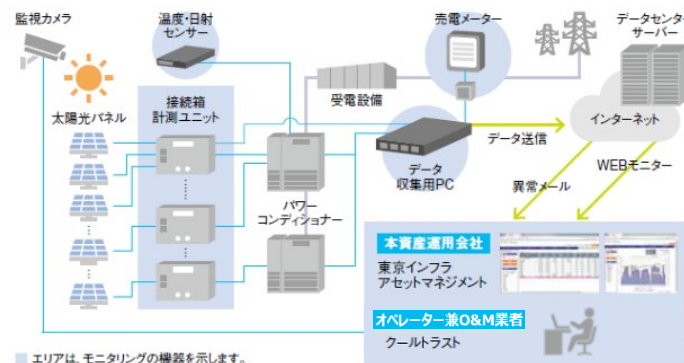 監視カメラ
温度・日射
センサー
売電メーター
データセンター
サーバー
太陽光パネル
接続箱
計測ユニット
受電設備
インターネット
データ送信
データ
収集用PC
WEBモニター
異常メール
パワー
コンディショナー
本資産運用会社
東京インフラ
アセットマネジメント
オペレーター兼O&M業者
クールトラスト
エリアは、モニタリングの機器を示します。